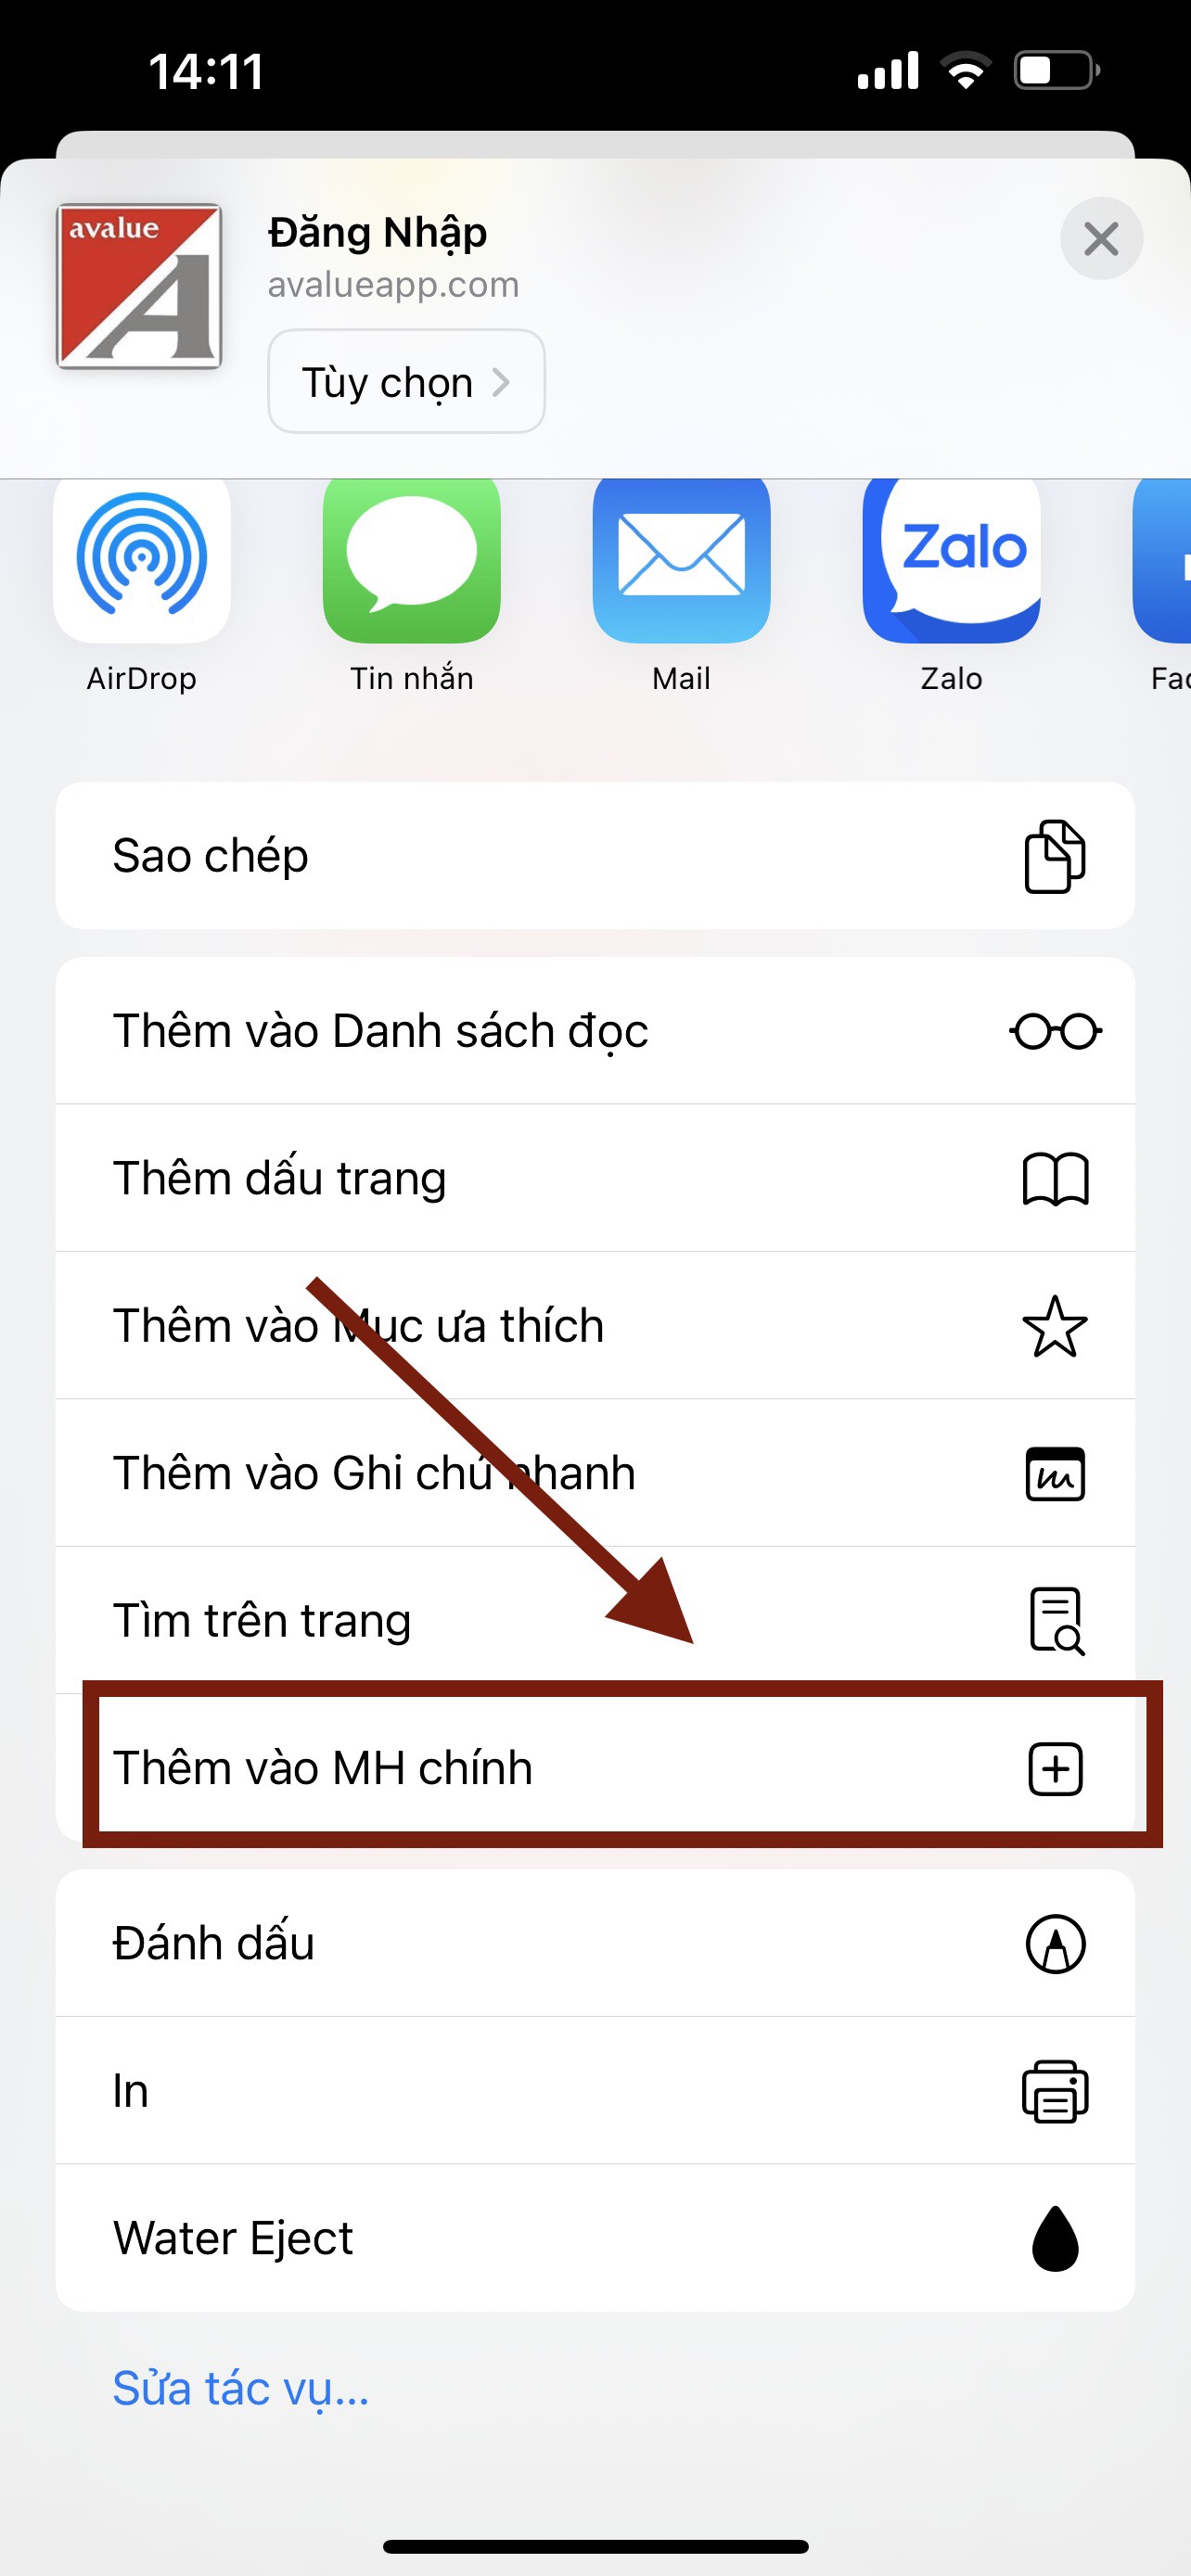 14:11
avalue
A
Đăng Nhập
avalueapp.com
Tùy chọn
Zalo
AirDrop
Tin nhắn
Mail
Zalo
Sao chép
Thêm vào Danh sách đọc
Thêm dấu trang
Thêm vào Mục ưa thích
Thêm vào Ghi chú nhanh
Tìm trên trang
Thêm vào MH chính
Đánh dấu
In
Water Eject
Sửa tác vụ...